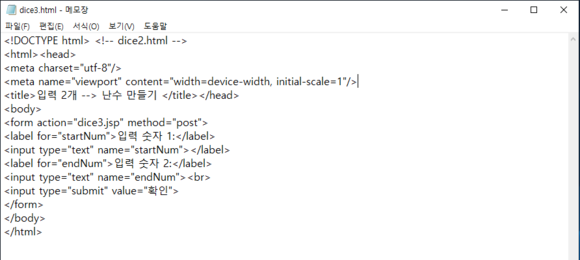 dice3.html - 메모장
파일(F) 편집(E) 서식(O) 보기(V) 도움말
<!DOCTYPE html> <!-- dice2.html -->
<html><head>
<meta charset="utf-8"/>
<meta name="viewport" content="width=device-width, initial-scale=1"/>
<title>입력 2개 --> 난수 만들기 </title></head>
<body>
<form action="dice3.jsp" method="post">
<label for="startNum">입력 숫자 1:</label>
<input type="text" name="startNum"></label>
<label for="endNum">입력 숫자 2:</label>
<input type="text" name="endNum"><br>
<input type="submit" value="확인">
</form>
</body>
</html>